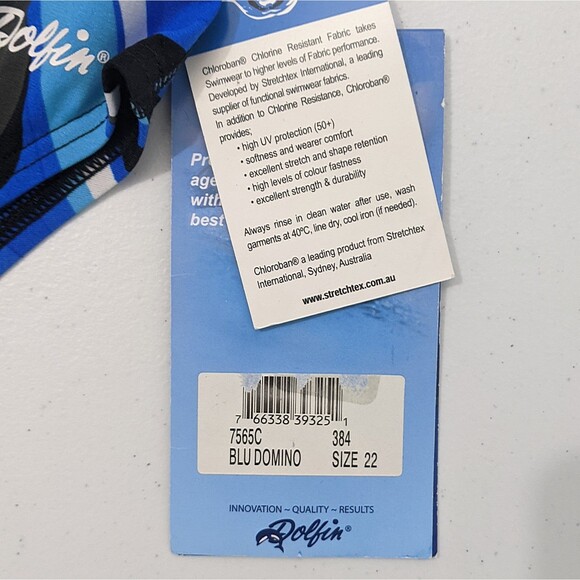 Dolfin®
Chloroban® Chlorine Resistant Fabric takes
Swimwear to higher levels of Fabric performance.
Developed by Stretchtex International, a leading
supplier of functional swimwear fabrics.
In addition to Chlorine Resistance, Chloroban®
provides;
• high UV protection (50+)
• softness and wearer comfort
• excellent stretch and shape retention
• high levels of colour fastness
• excellent strength & durability
Always rinse in clean water after use, wash
garments at 40ºC, line dry, cool iron (if needed).
Chloroban® a leading product from Stretchtex
International, Sydney, Australia
www.stretchtex.com.au
best
7 66338 39325 1
7565C 384
BLU DOMINO SIZE 22
INNOVATION ~ QUALITY ~ RESULTS
Dolfin®